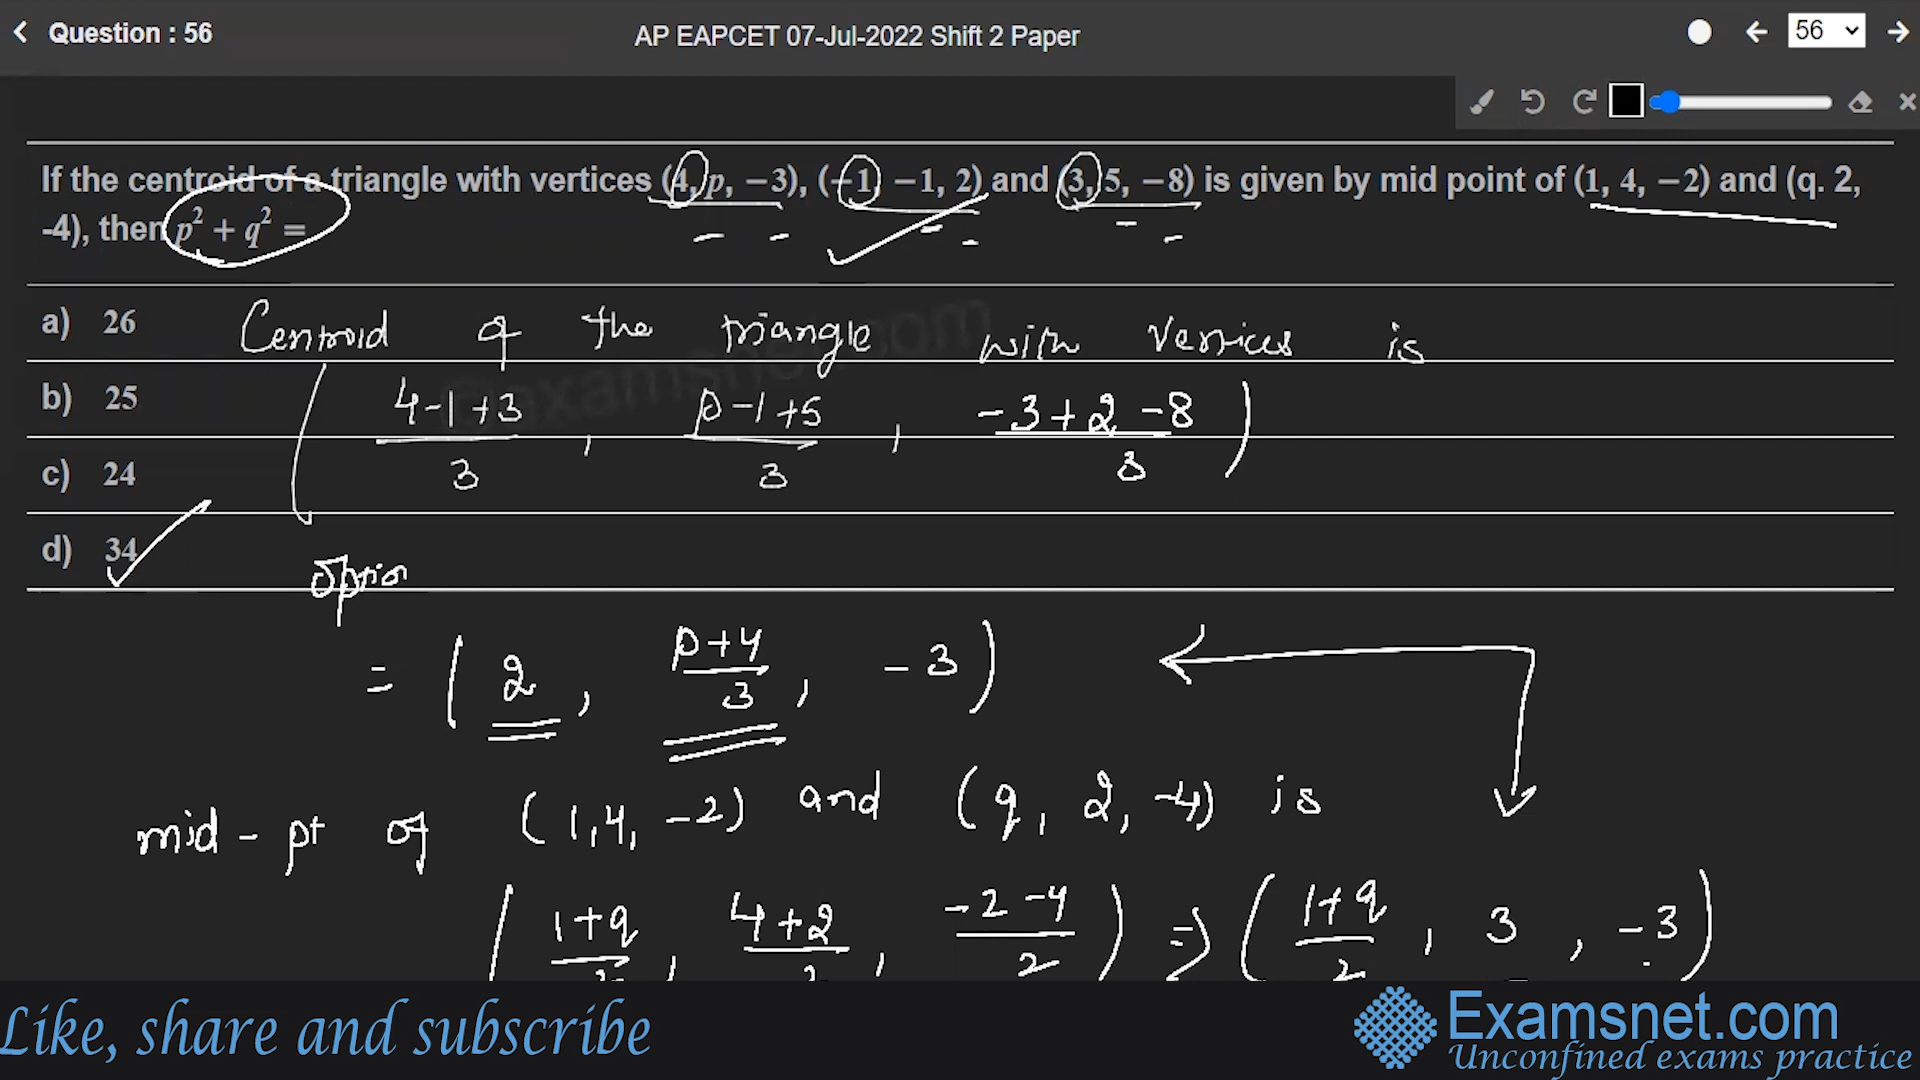 Question : 56
AP EAPCET 07-Jul-2022 Shift 2 Paper
56
If the centroid of a triangle with vertices (4, p, −3), (−1, −1, 2) and (3, 5, −8) is given by mid point of (1, 4, −2) and (q. 2,
-4), then p² + q² =
a) 26
Centroid of the triangle with vertices is
b) 25
(4-1+3/3, p-1+5/3, -3+2-8/3)
c) 24
d) 34
option
= (2, p+4/3, -3)
mid-pt of (1,4,-2) and (q, 2, -4) is
(1+q/2, 4+2/2, -2-4/2) => (1+q/2, 3, -3)
Like, share and subscribe
Examsnet.com
Unconfined exams practice